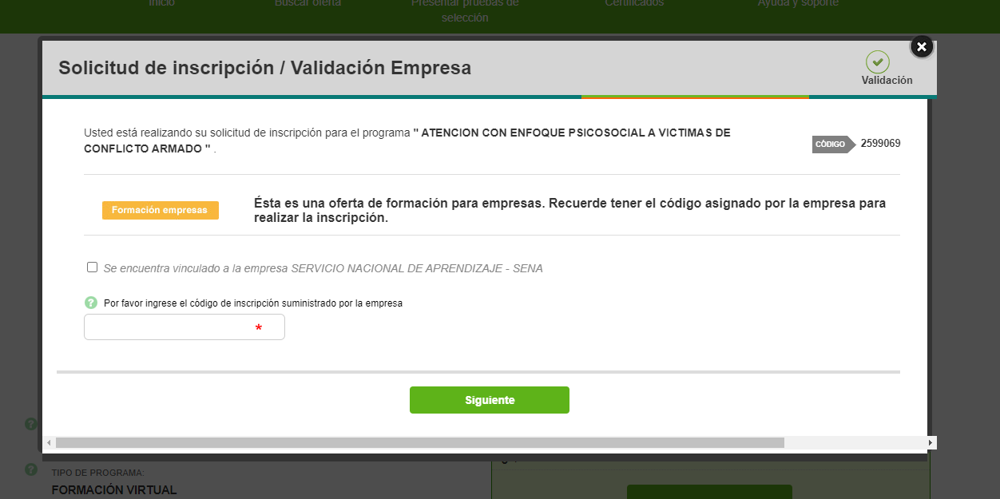 Inicio
Buscar oferta
Presentar pruebas de
selección
Certificados
Ayuda y soporte
Solicitud de inscripción / Validación Empresa
Validación
Usted está realizando su solicitud de inscripción para el programa " ATENCION CON ENFOQUE PSICOSOCIAL A VICTIMAS DE
CONFLICTO ARMADO " .
CÓDIGO 2599069
Formación empresas
Ésta es una oferta de formación para empresas. Recuerde tener el código asignado por la empresa para
realizar la inscripción.
Se encuentra vinculado a la empresa SERVICIO NACIONAL DE APRENDIZAJE - SENA
? Por favor ingrese el código de inscripción suministrado por la empresa
*
Siguiente
?
?
TIPO DE PROGRAMA:
FORMACIÓN VIRTUAL